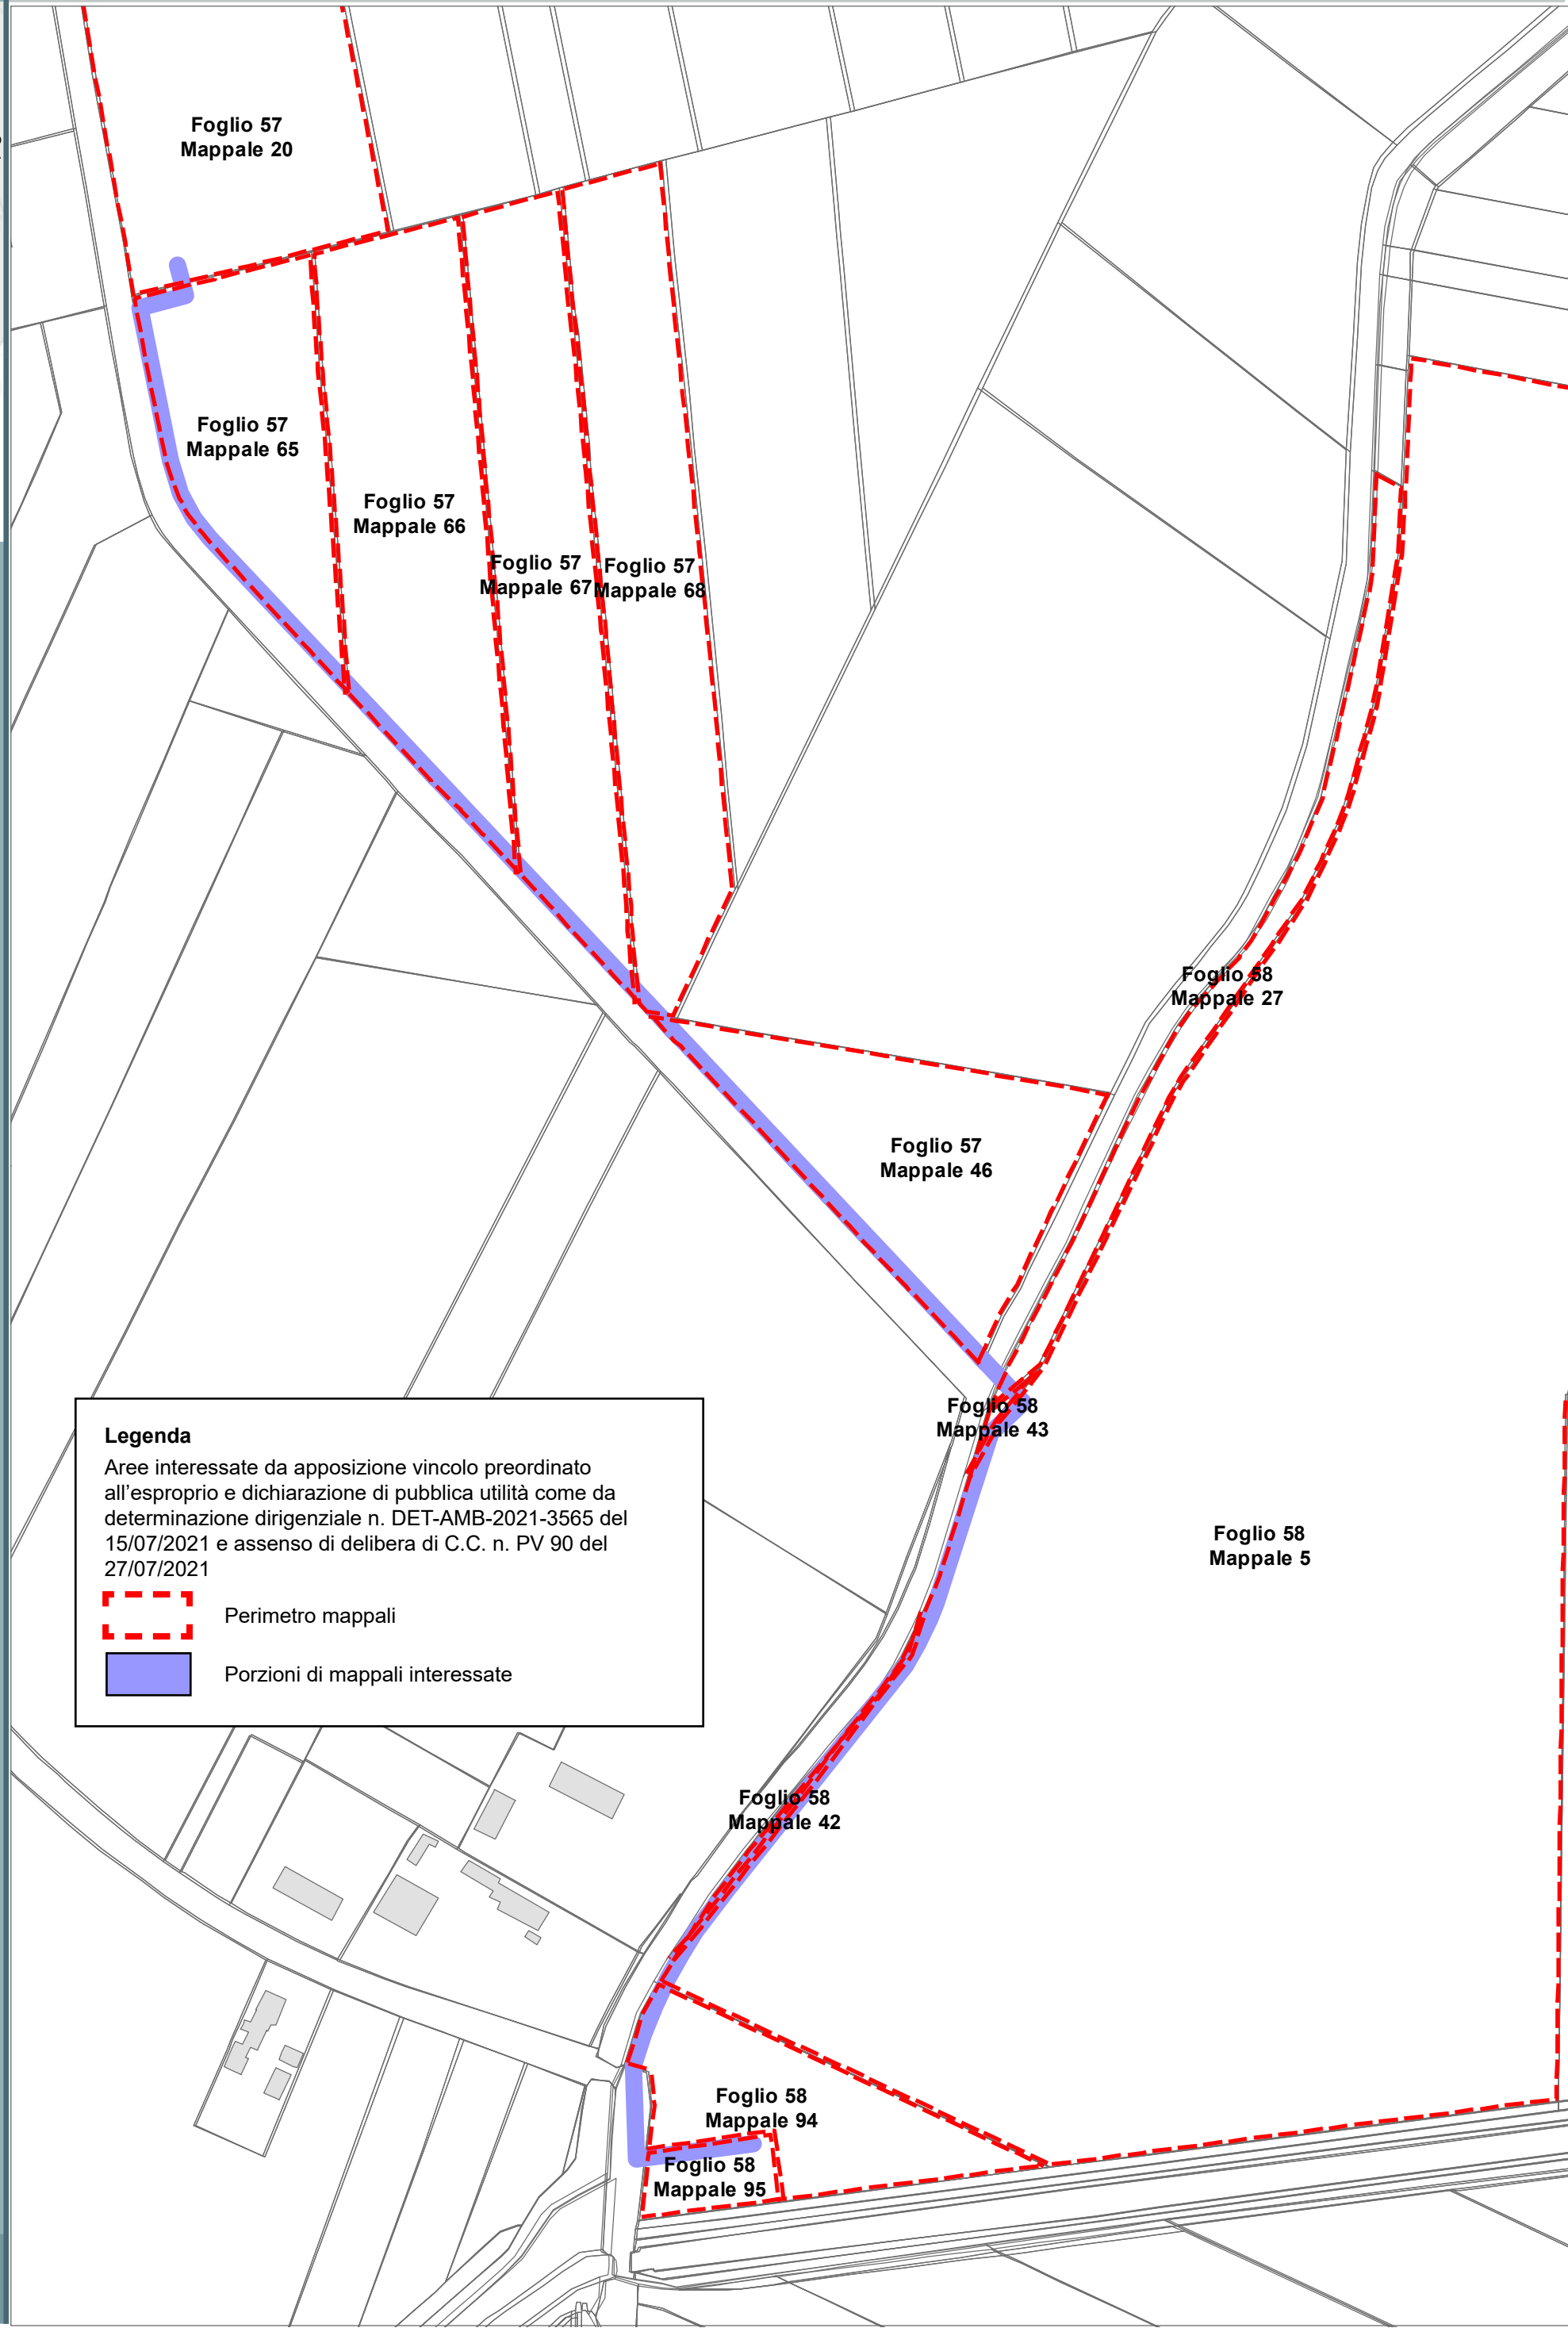 Foglio 57
Mappale 20
Foglio 57
Mappale 65
Foglio 57
Mappale 66
Foglio 57
Mappale 67
Foglio 57
Mappale 68
Foglio 58
Mappale 27
Foglio 57
Mappale 46
Foglio 58
Mappale 43
Legenda
Aree interessate da apposizione vincolo preordinato
all’esproprio e dichiarazione di pubblica utilità come da
determinazione dirigenziale n. DET-AMB-2021-3565 del
15/07/2021 e assenso di delibera di C.C. n. PV 90 del
27/07/2021
Perimetro mappali
Porzioni di mappali interessate
Foglio 58
Mappale 5
Foglio 58
Mappale 42
Foglio 58
Mappale 94
Foglio 58
Mappale 95